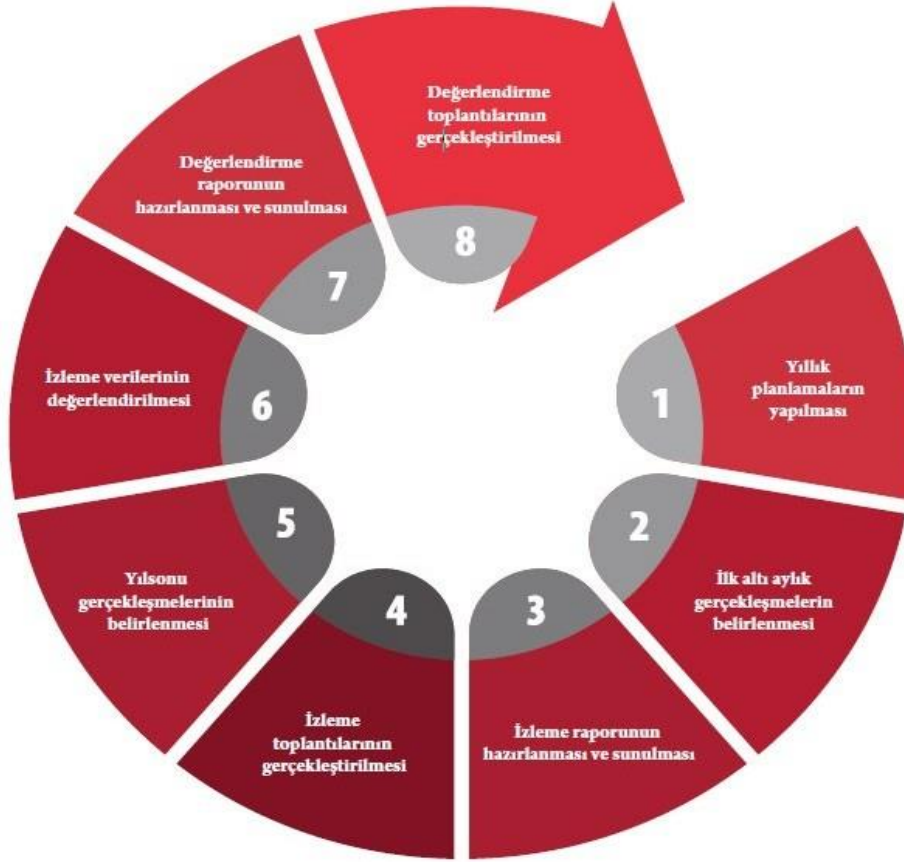 1
Yıllık
planlamaların
yapılması
2
İlk altı aylık
gerçekleşmelerin
belirlenmesi
3
İzleme raporunun
hazırlanması ve sunulması
4
İzleme
toplantılarının
gerçekleştirilmesi
5
Yılsonu
gerçekleşmelerinin
belirlenmesi
6
İzleme verilerinin
değerlendirilmesi
7
Değerlendirme
raporunun
hazırlanması ve sunulması
8
Değerlendirme
toplantılarının
gerçekleştirilmesi